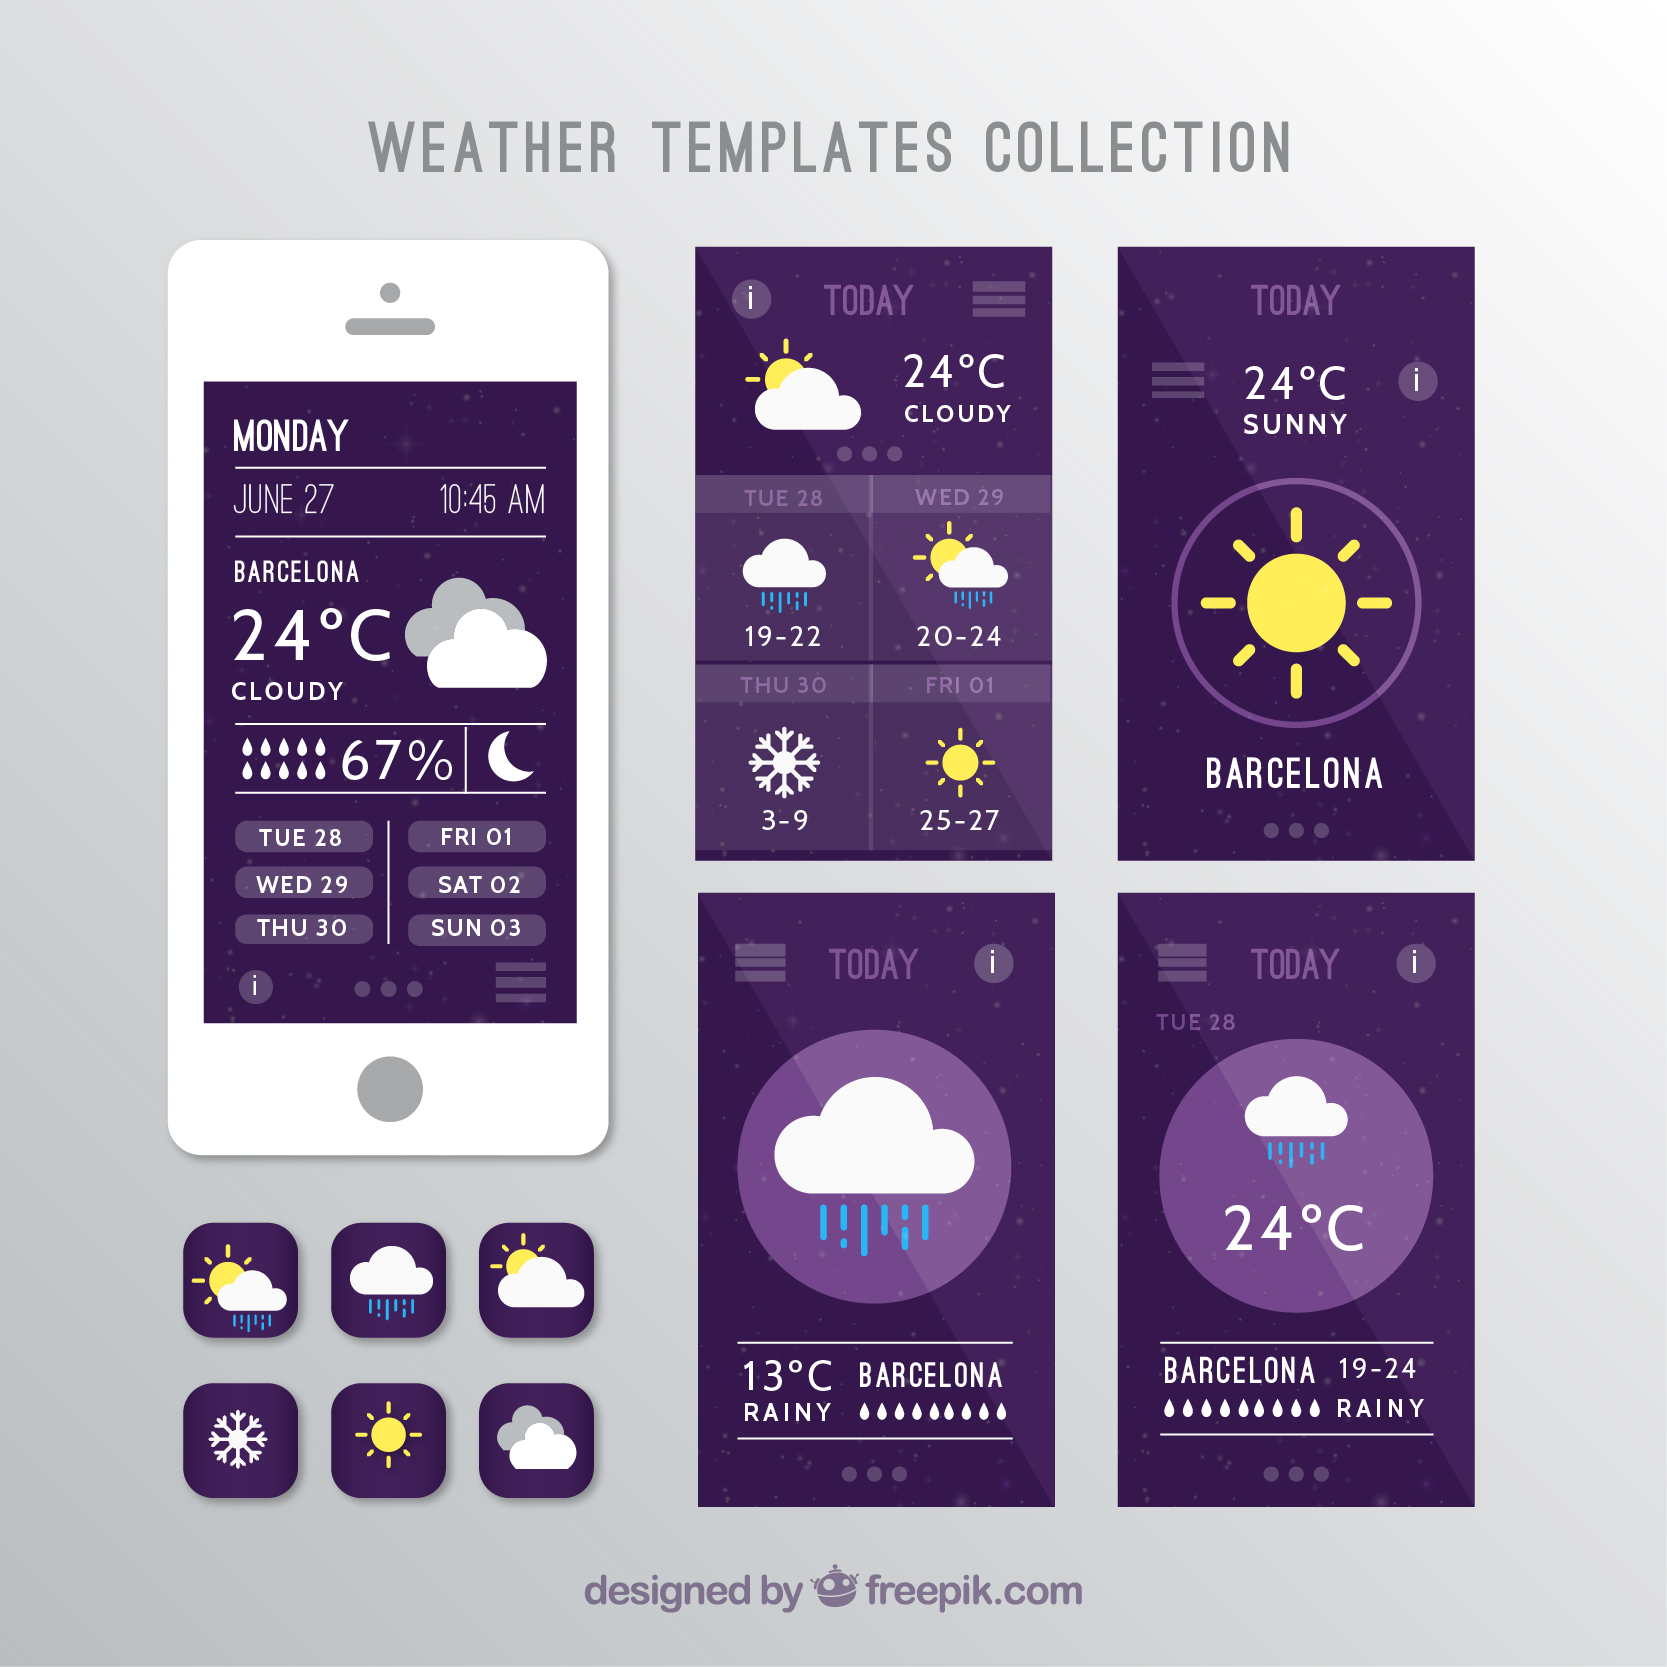 WEATHER TEMPLATES COLLECTION
MONDAY
JUNE 27 10:45 AM
BARCELONA
24°C
CLOUDY
67%
TUE 28 FRI 01
WED 29 SAT 02
THU 30 SUN 03
i
i TODAY
24°C
CLOUDY
TUE 28 WED 29
19-22 20-24
THU 30 FRI 01
3-9 25-27
TODAY
24°C i
SUNNY
BARCELONA
TODAY i
13°C BARCELONA
RAINY
TODAY i
TUE 28
24°C
BARCELONA 19-24
RAINY
designed by freepik.com